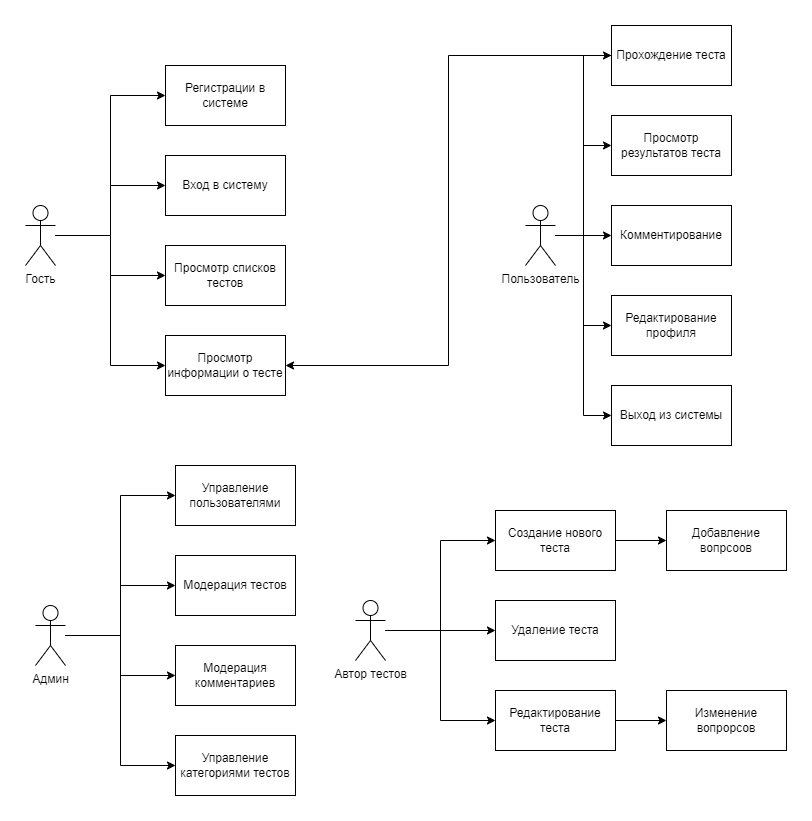 Регистрации в
системе
Вход в систему
Гость
Просмотр списков
тестов
Просмотр
информации о тесте
Прохождение теста
Просмотр
результатов теста
Комментирование
Пользователь
Редактирование
профиля
Выход из системы
Управление
пользователями
Модерация тестов
Админ
Модерация
комментариев
Управление
категориями тестов
Создание нового
теста
Добавление
вопрсоов
Удаление теста
Автор тестов
Редактирование
теста
Изменение
вопрорсов